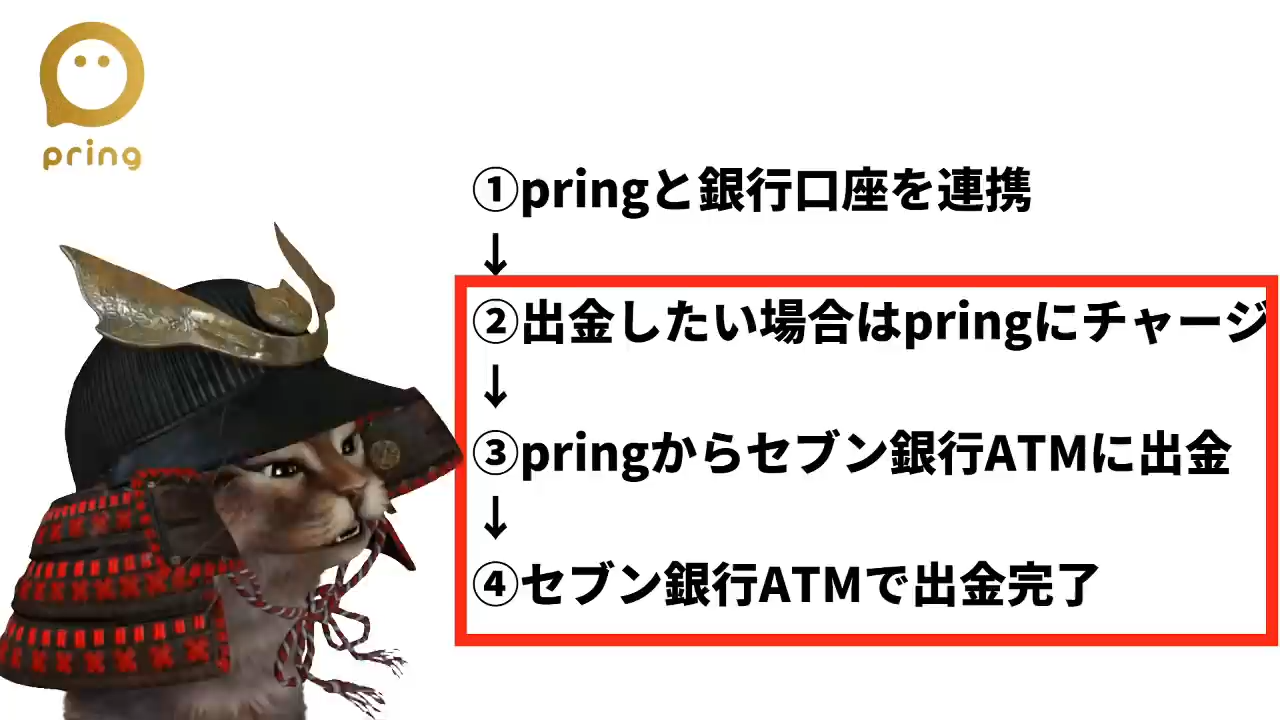 pring
①pringと銀行口座を連携
↓
②出金したい場合はpringにチャージ
↓
③pringからセブン銀行ATMに出金
↓
④セブン銀行ATMで出金完了